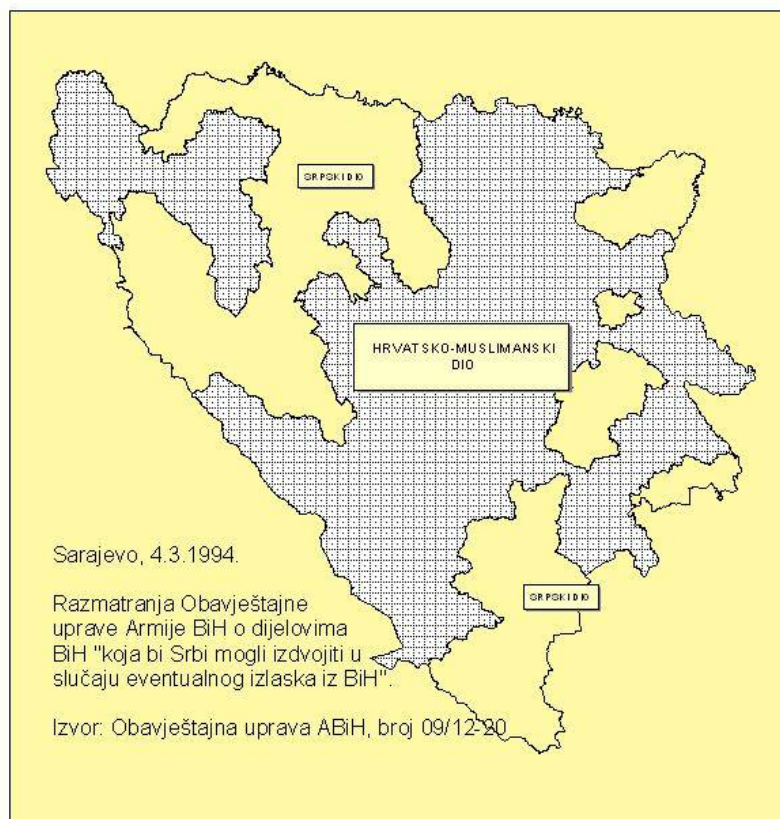 SRPSKI DIO
HRVATSKO-MUSLIMANSKI
DIO
SRPSKI DIO
Sarajevo, 4.3.1994.
Razmatranja Obavještajne
uprave Armije BiH o dijelovima
BiH "koja bi Srbi mogli izdvojiti u
slučaju eventualnog izlaska iz BiH".
Izvor: Obavještajna uprava ABiH, broj 09/12-20